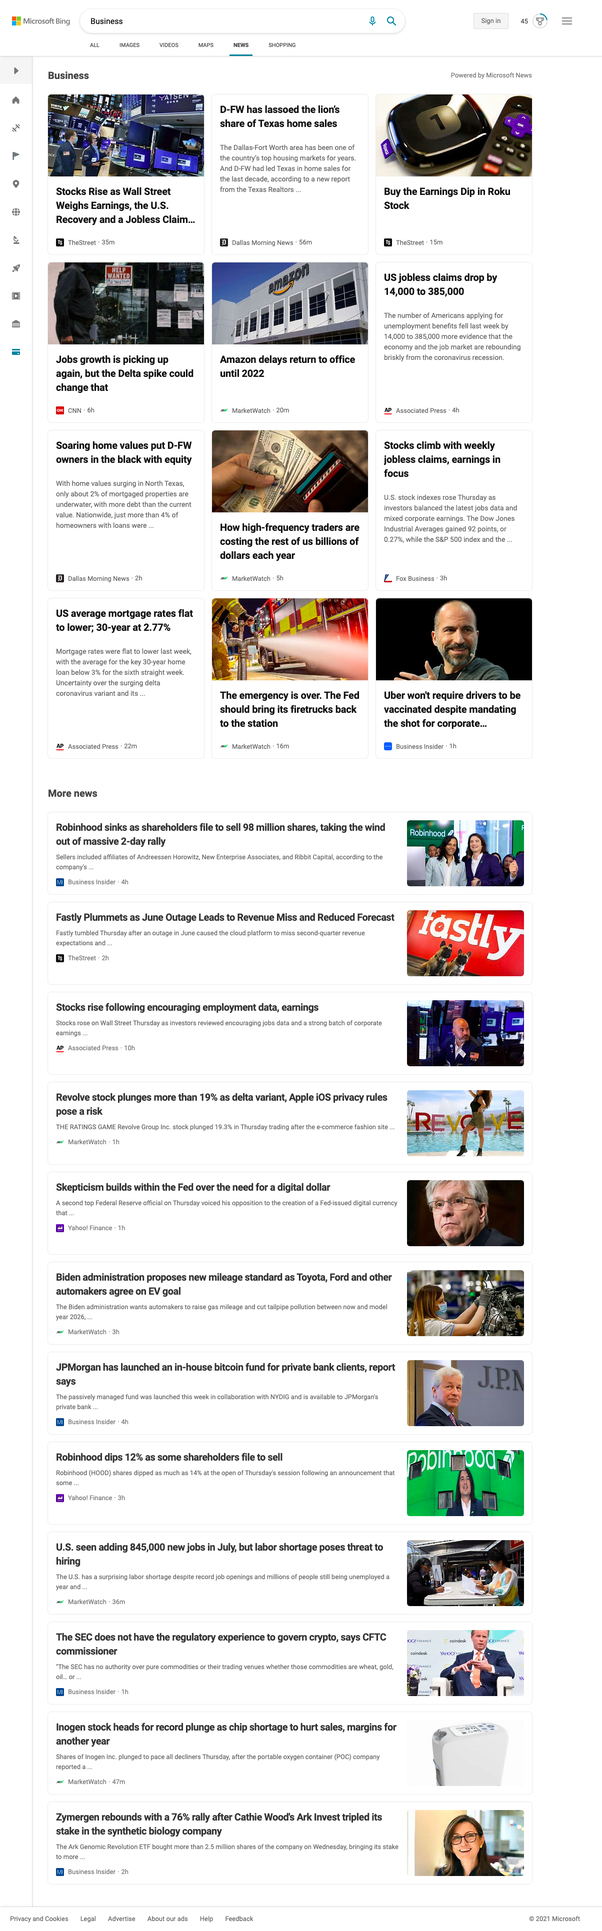 Microsoft Bing
Business
Sign in
45
ALL
IMAGES
VIDEOS
MAPS
NEWS
SHOPPING
Business
Powered by Microsoft News
Stocks Rise as Wall Street
Weighs Earnings, the U.S.
Recovery and a Jobless Claim...
TheStreet · 35m
D-FW has lassoed the lion's
share of Texas home sales
The Dallas-Fort Worth area has been one of
the country's top housing markets for years.
And D-FW had led Texas in home sales for
the last decade, according to a new report
from the Texas Realtors ...
Dallas Morning News · 56m
Buy the Earnings Dip in Roku
Stock
TheStreet · 15m
HELP
WANTED
Jobs growth is picking up
again, but the Delta spike could
change that
CNN · 6h
amazon
Amazon delays return to office
until 2022
MarketWatch · 20m
US jobless claims drop by
14,000 to 385,000
The number of Americans applying for
unemployment benefits fell last week by
14,000 to 385,000 more evidence that the
economy and the job market are rebounding
briskly from the coronavirus recession.
AP Associated Press · 4h
Soaring home values put D-FW
owners in the black with equity
With home values surging in North Texas,
only about 2% of mortgaged properties are
underwater, with more debt than the current
value. Nationwide, just more than 4% of
homeowners with loans were ...
Dallas Morning News · 2h
How high-frequency traders are
costing the rest of us billions of
dollars each year
MarketWatch · 5h
Stocks climb with weekly
jobless claims, earnings in
focus
U.S. stock indexes rose Thursday as
investors balanced the latest jobs data and
mixed corporate earnings. The Dow Jones
Industrial Averages gained 92 points, or
0.27%, while the S&P 500 index and the ...
Fox Business · 3h
US average mortgage rates flat
to lower; 30-year at 2.77%
Mortgage rates were flat to lower last week,
with the average for the key 30-year home
loan below 3% for the sixth straight week.
Uncertainty over the surging delta
coronavirus variant and its ...
AP Associated Press · 22m
The emergency is over. The Fed
should bring its firetrucks back
to the station
MarketWatch · 16m
Uber won't require drivers to be
vaccinated despite mandating
the shot for corporate...
Business Insider · 1h
More news
Robinhood sinks as shareholders file to sell 98 million shares, taking the wind
out of massive 2-day rally
Sellers included affiliates of Andreessen Horowitz, New Enterprise Associates, and Ribbit Capital, according to the
company's ...
Business Insider · 4h
Robinhood
Fastly Plummets as June Outage Leads to Revenue Miss and Reduced Forecast
Fastly tumbled Thursday after an outage in June caused the cloud platform to miss second-quarter revenue
expectations and ...
TheStreet · 2h
fastly
Stocks rise following encouraging employment data, earnings
Stocks rose on Wall Street Thursday as investors reviewed encouraging jobs data and a strong batch of corporate
earnings ...
AP Associated Press · 10h
Revolve stock plunges more than 19% as delta variant, Apple iOS privacy rules
pose a risk
THE RATINGS GAME Revolve Group Inc. stock plunged 19.3% in Thursday trading after the e-commerce fashion site ...
MarketWatch · 1h
REVOLVE
Skepticism builds within the Fed over the need for a digital dollar
A second top Federal Reserve official on Thursday voiced his opposition to the creation of a Fed-issued digital currency
that ...
Yahoo! Finance · 1h
Biden administration proposes new mileage standard as Toyota, Ford and other
automakers agree on EV goal
The Biden administration wants automakers to raise gas mileage and cut tailpipe pollution between now and model
year 2026, ...
MarketWatch · 3h
JPMorgan has launched an in-house bitcoin fund for private bank clients, report
says
The passively managed fund was launched this week in collaboration with NYDIG and is available to JPMorgan's
private bank ...
Business Insider · 4h
J.P.M
Robinhood dips 12% as some shareholders file to sell
Robinhood (HOOD) shares dipped as much as 14% at the open of Thursday's session following an announcement that
some ...
Yahoo! Finance · 3h
Robinhood
U.S. seen adding 845,000 new jobs in July, but labor shortage poses threat to
hiring
The U.S. has a surprising labor shortage despite record job openings and millions of people still being unemployed a
year and ...
MarketWatch · 36m
The SEC does not have the regulatory experience to govern crypto, says CFTC
commissioner
"The SEC has no authority over pure commodities or their trading venues whether those commodities are wheat, gold,
oil... or ...
Business Insider · 1h
coindesk
Inogen stock heads for record plunge as chip shortage to hurt sales, margins for
another year
Shares of Inogen Inc. plunged to pace all decliners Thursday, after the portable oxygen container (POC) company
reported a ...
MarketWatch · 47m
Zymergen rebounds with a 76% rally after Cathie Wood's Ark Invest tripled its
stake in the synthetic biology company
The Ark Genomic Revolution ETF bought more than 2.5 million shares of the company on Wednesday, bringing its stake
to more ...
Business Insider · 2h
Privacy and Cookies
Legal
Advertise
About our ads
Help
Feedback
© 2021 Microsoft